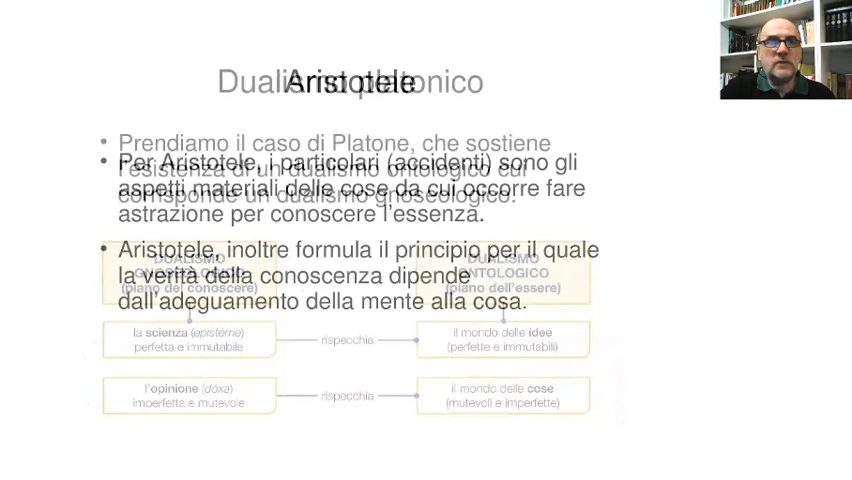 Dualismo platonico
Aristotele
• Prendiamo il caso di Platone, che sostiene
l'esistenza di un dualismo ontologico cui
corrisponde un dualismo gnoseologico.
• Per Aristotele, i particolari (accidenti) sono gli
aspetti materiali delle cose da cui occorre fare
astrazione per conoscere l'essenza.
• Aristotele, inoltre formula il principio per il quale
la verità della conoscenza dipende
dall'adeguamento della mente alla cosa.
DUALISMO
GNOSEOLOGICO
(piano del conoscere)
DUALISMO
ONTOLOGICO
(piano dell'essere)
la scienza (epistéme)
perfetta e immutabile
rispecchia
il mondo delle idee
(perfette e immutabili)
l'opinione (dóxa)
imperfetta e mutevole
rispecchia
il mondo delle cose
(mutevoli e imperfette)